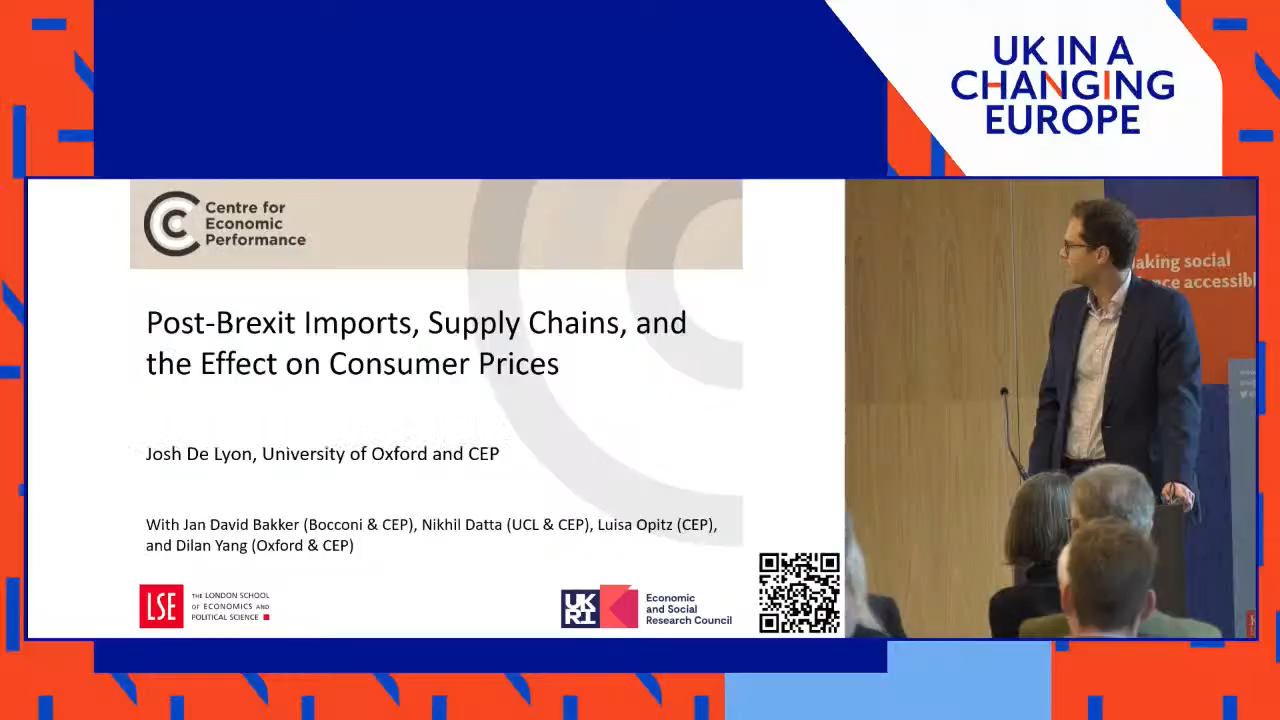 UK IN A
CHANGING
EUROPE
Centre for
Economic
Performance
Post-Brexit Imports, Supply Chains, and
the Effect on Consumer Prices
Josh De Lyon, University of Oxford and CEP
With Jan David Bakker (Bocconi & CEP), Nikhil Datta (UCL & CEP), Luisa Opitz (CEP),
and Dilan Yang (Oxford & CEP)
LSE
THE LONDON SCHOOL
OF ECONOMICS AND
POLITICAL SCIENCE
UK
RI
Economic
and Social
Research Council
aking social
nce accessibl